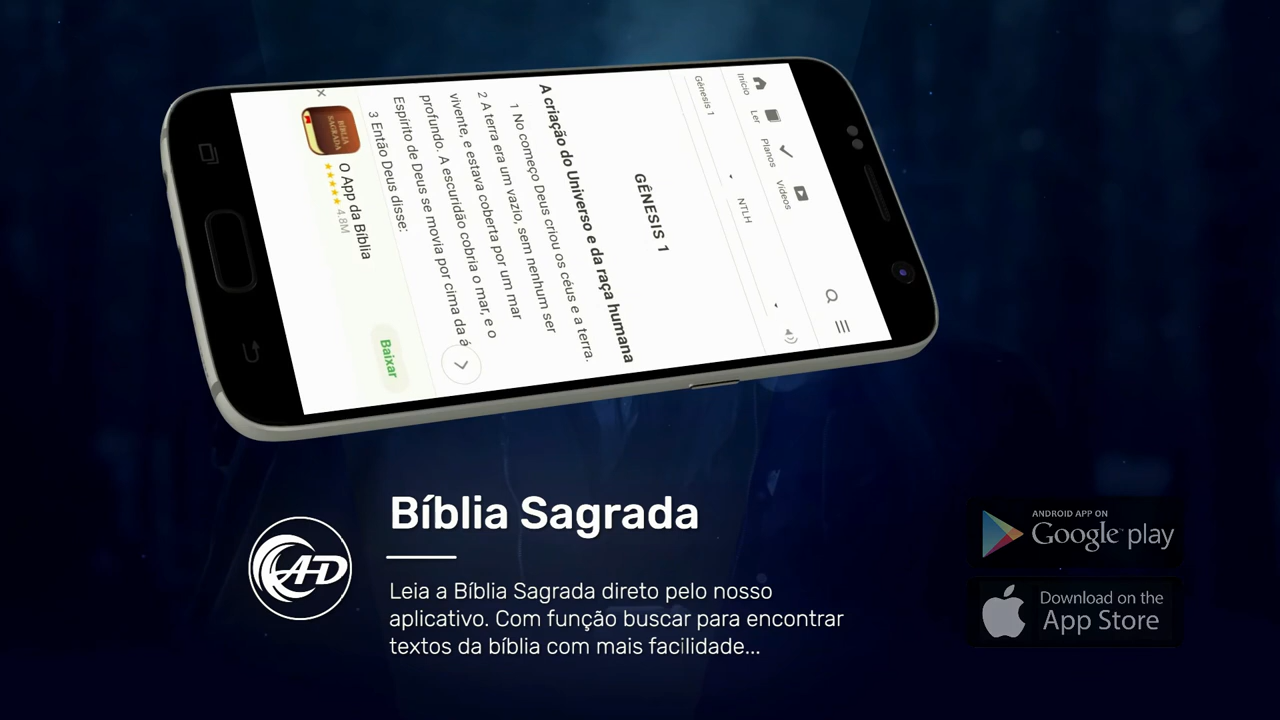 Início
Ler
Planos
Vídeos
Gênesis 1
NTLH
GÊNESIS 1
A criação do Universo e da raça humana
1 No começo Deus criou os céus e a terra.
2 A terra era um vazio, sem nenhum ser
vivente, e estava coberta por um mar
profundo. A escuridão cobria o mar, e o
Espírito de Deus se movia por cima da á
3 Então Deus disse:
BÍBLIA
SAGRADA
O App da Bíblia
4.8M
Baixar
AD
Bíblia Sagrada
Leia a Bíblia Sagrada direto pelo nosso
aplicativo. Com função buscar para encontrar
textos da bíblia com mais facilidade...
ANDROID APP ON
Google play
Download on the
App Store